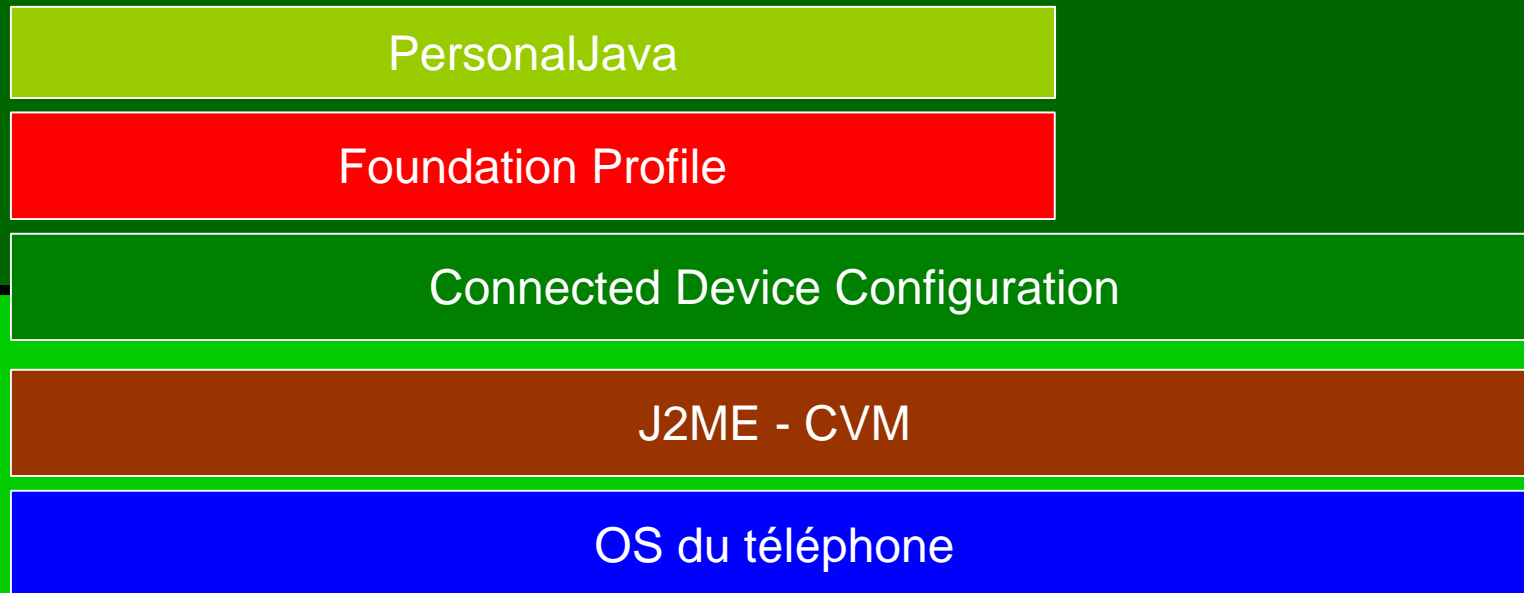 PersonalJava
Foundation Profile
Connected Device Configuration
J2ME - CVM
OS du téléphone